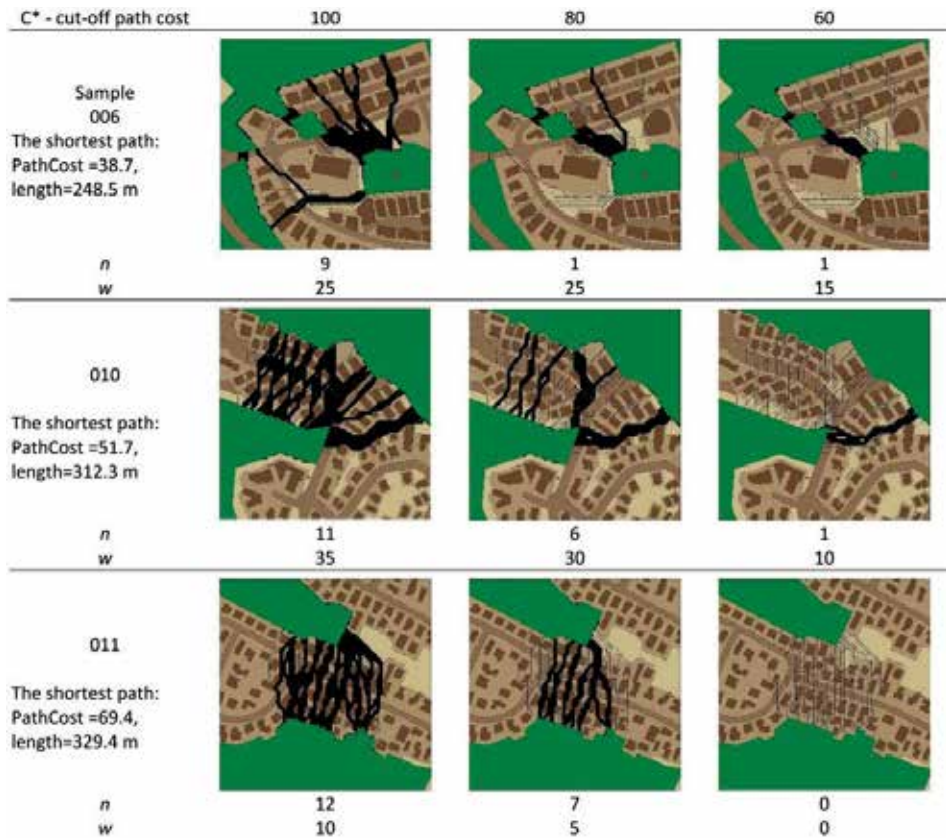 C* - cut-off path cost 100 80 60
Sample
006
The shortest path:
PathCost =38.7,
length=248.5 m
n 9 1 1
w 25 25 15
010
The shortest path:
PathCost =51.7,
length=312.3 m
n 11 6 1
w 35 30 10
011
The shortest path:
PathCost =69.4,
length=329.4 m
n 12 7 0
w 10 5 0